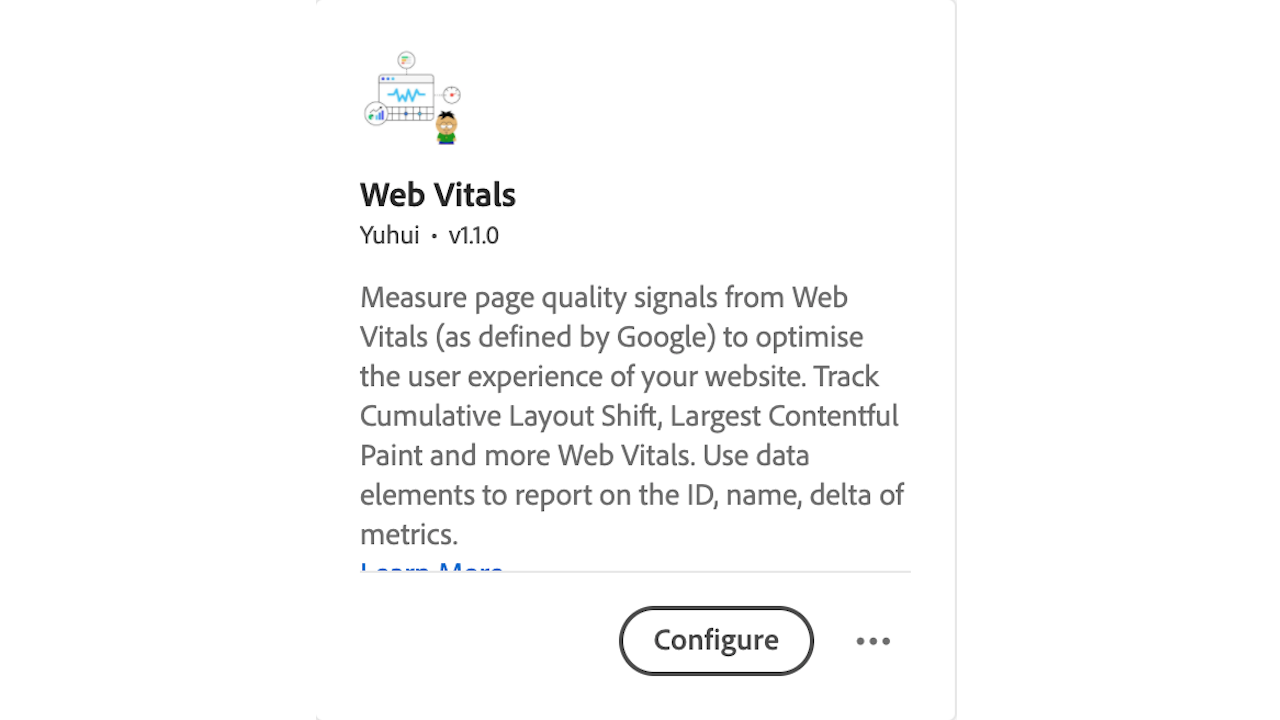 Web Vitals
Yuhui • v1.1.0
Measure page quality signals from Web
Vitals (as defined by Google) to optimise
the user experience of your website. Track
Cumulative Layout Shift, Largest Contentful
Paint and more Web Vitals. Use data
elements to report on the ID, name, delta of
metrics.
Learn More
Configure